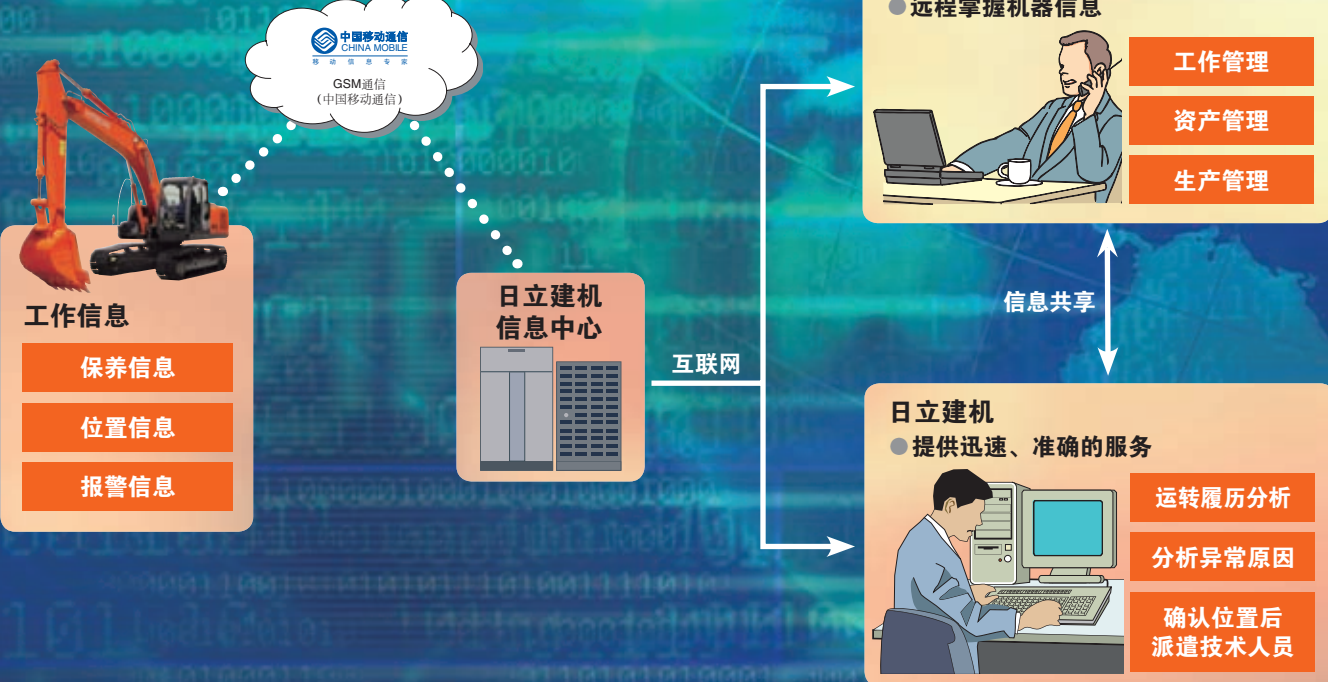 ●远程掌握机器信息
中国移动通信
CHINA MOBILE
移动信息专家
GSM通信
(中国移动通信)
工作管理
资产管理
生产管理
工作信息
保养信息
位置信息
报警信息
日立建机
信息中心
互联网
信息共享
日立建机
●提供迅速、准确的服务
运转履历分析
分析异常原因
确认位置后
派遣技术人员